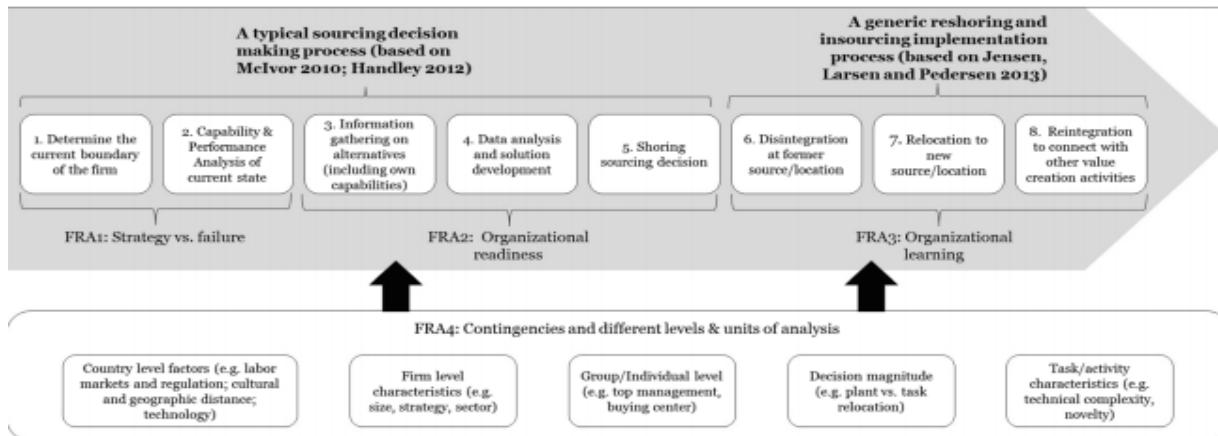 A typical sourcing decision
making process (based on
McIvor 2010; Handley 2012)
A generic reshoring and
insourcing implementation
process (based on Jensen,
Larsen and Pedersen 2013)
1. Determine the
current boundary
of the firm
2. Capability &
Performance
Analysis of
current state
3. Information
gathering on
alternatives
(including own
capabilities)
4. Data analysis
and solution
development
5. Shoring
sourcing decision
6. Disintegration
at former
source/location
7. Relocation to
new
source/location
8. Reintegration
to connect with
other value
creation activities
FRA1: Strategy vs. failure
FRA2: Organizational
readiness
FRA3: Organizational
learning
FRA4: Contingencies and different levels & units of analysis
Country level factors (e.g. labor
markets and regulation; cultural
and geographic distance;
technology)
Firm level
characteristics (e.g.
size, strategy, sector)
Group/Individual level
(e.g. top management,
buying center)
Decision magnitude
(e.g. plant vs. task
relocation)
Task/activity
characteristics (e.g.
technical complexity,
novelty)